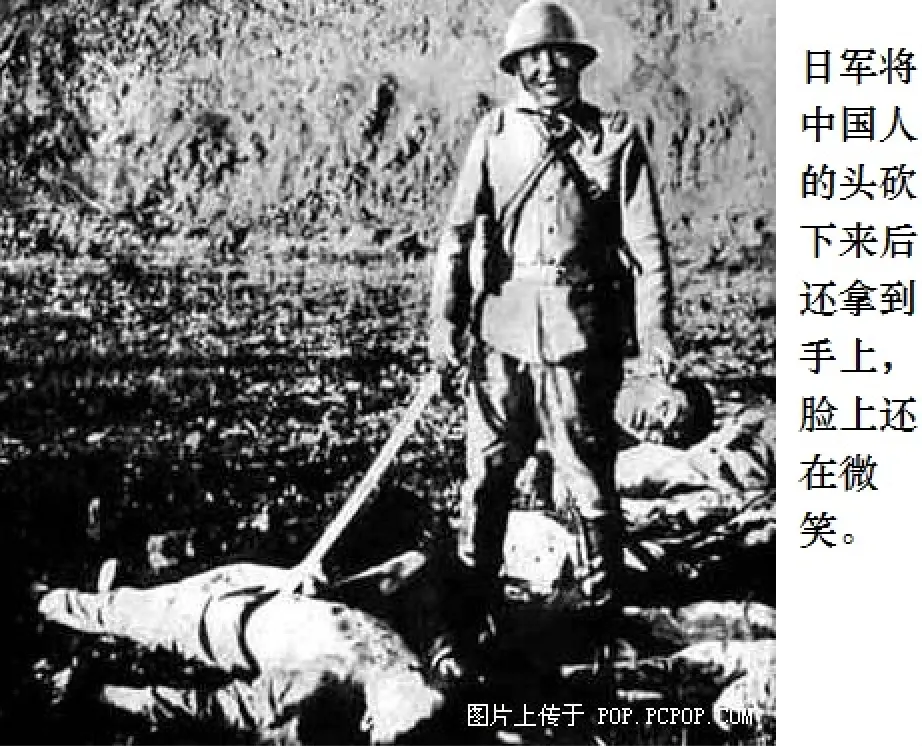 日军将
中国人
的头砍
下来后
还拿到
手上，
脸上还
在微
笑。
图片上传于 POP.PCPOP.COM